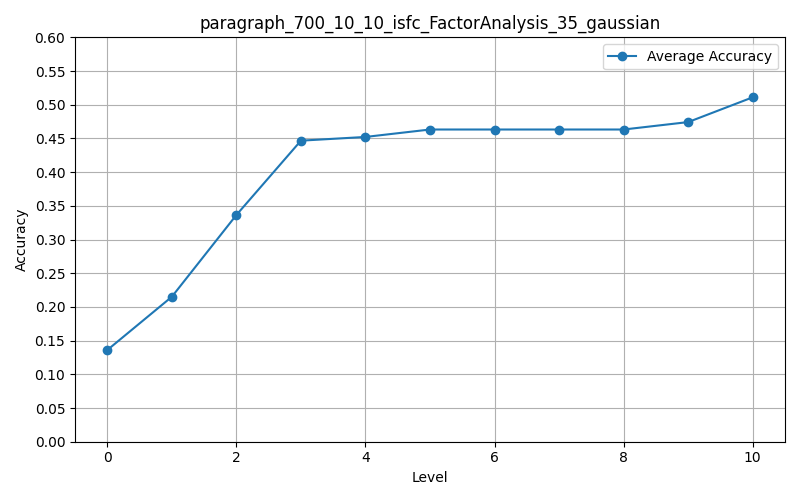 paragraph_700_10_10_isfc_FactorAnalysis_35_gaussian
Average Accuracy
Accuracy
0.60
0.55
0.50
0.45
0.40
0.35
0.30
0.25
0.20
0.15
0.10
0.05
0.00
0 2 4 6 8 10
Level